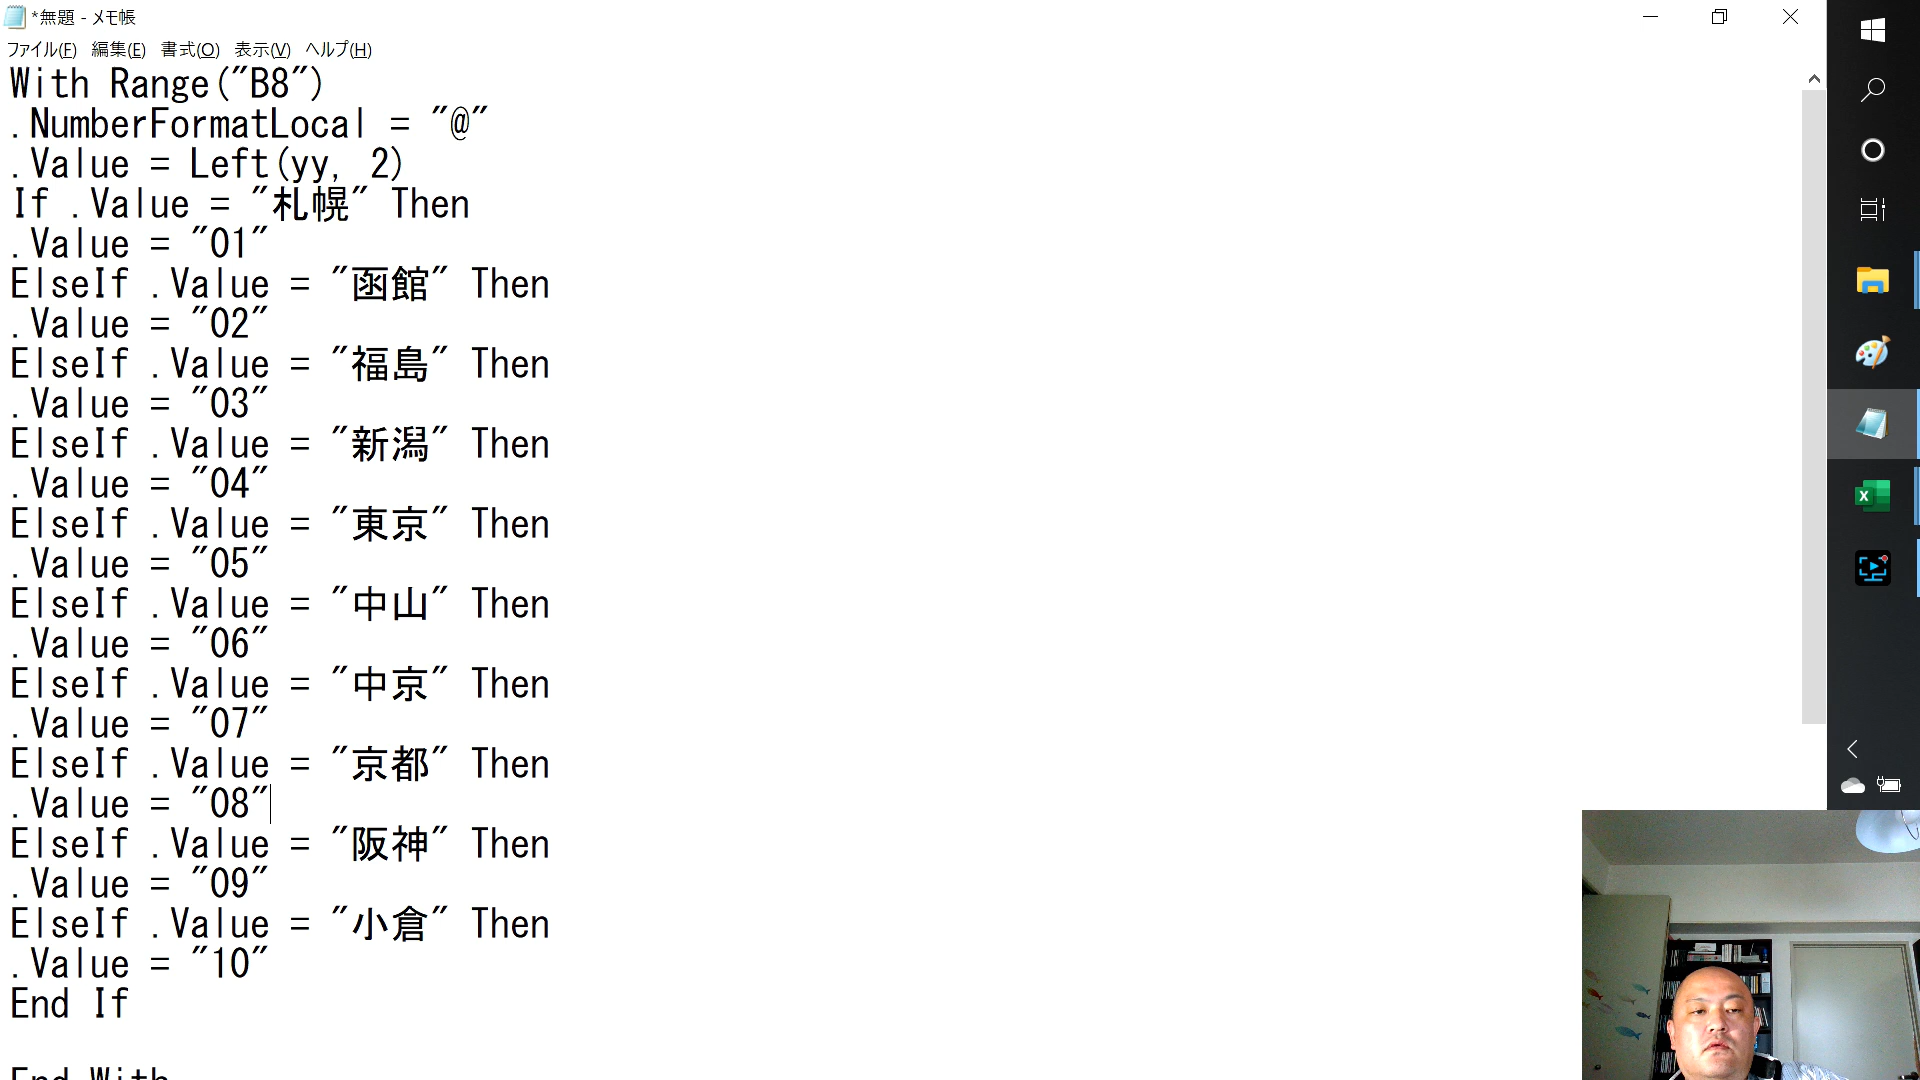 *無題 - メモ帳
ファイル(F) 編集(E) 書式(O) 表示(V) ヘルプ(H)
With Range("B8")
.NumberFormatLocal = "@"
.Value = Left(yy, 2)
If .Value = "札幌" Then
.Value = "01"
ElseIf .Value = "函館" Then
.Value = "02"
ElseIf .Value = "福島" Then
.Value = "03"
ElseIf .Value = "新潟" Then
.Value = "04"
ElseIf .Value = "東京" Then
.Value = "05"
ElseIf .Value = "中山" Then
.Value = "06"
ElseIf .Value = "中京" Then
.Value = "07"
ElseIf .Value = "京都" Then
.Value = "08"
ElseIf .Value = "阪神" Then
.Value = "09"
ElseIf .Value = "小倉" Then
.Value = "10"
End If
End With